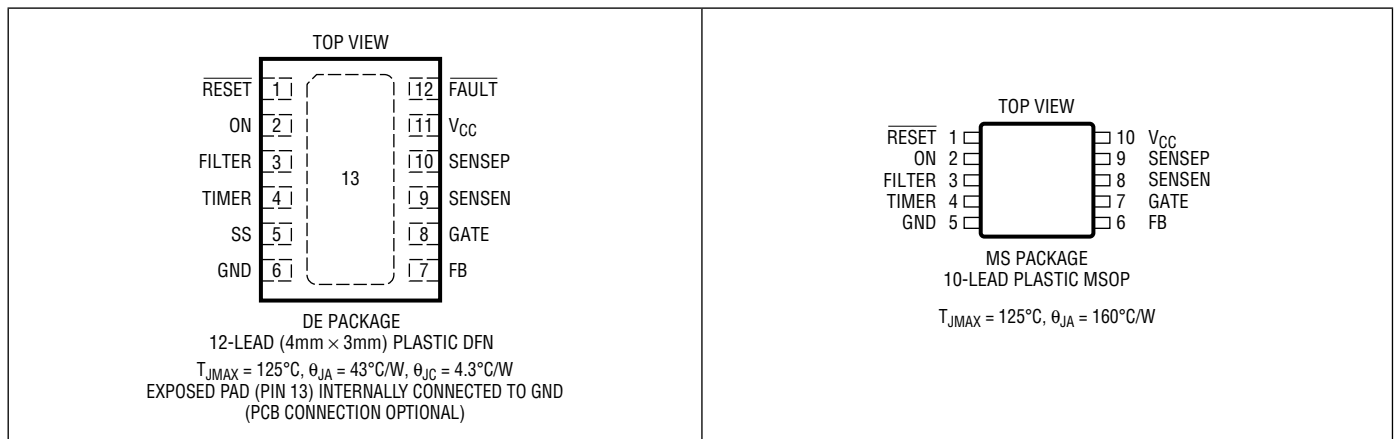 TOP VIEW
RESET 1 12 FAULT
ON 2 11 VCC
FILTER 3 10 SENSEP
13
TIMER 4 9 SENSEN
SS 5 8 GATE
GND 6 7 FB
DE PACKAGE
12-LEAD (4mm × 3mm) PLASTIC DFN
TJMAX = 125°C, θJA = 43°C/W, θJC = 4.3°C/W
EXPOSED PAD (PIN 13) INTERNALLY CONNECTED TO GND
(PCB CONNECTION OPTIONAL)
TOP VIEW
RESET 1 10 VCC
ON 2 9 SENSEP
FILTER 3 8 SENSEN
TIMER 4 7 GATE
GND 5 6 FB
MS PACKAGE
10-LEAD PLASTIC MSOP
TJMAX = 125°C, θJA = 160°C/W